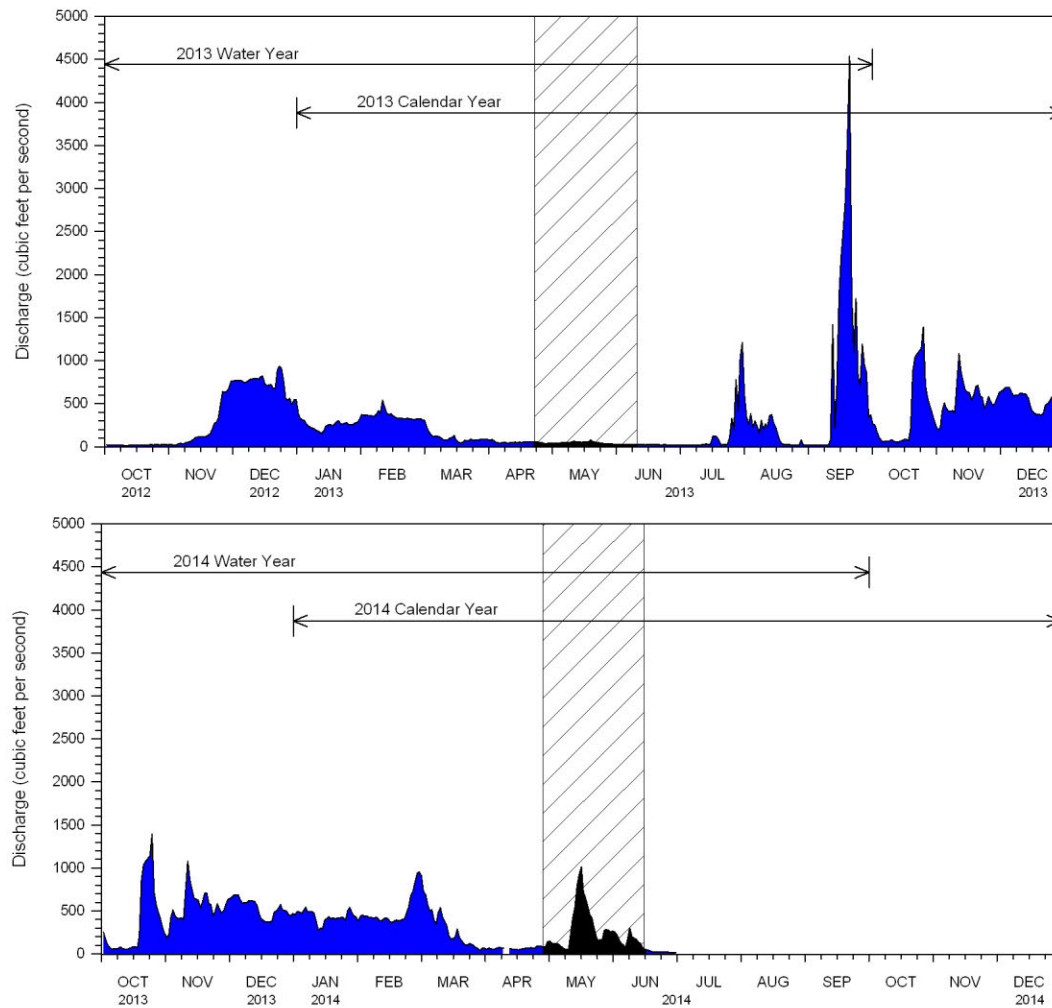 5000
4500
4000
3500
3000
2500
2000
1500
1000
500
0
Discharge (cubic feet per second)
2013 Water Year
2013 Calendar Year
OCT NOV DEC JAN FEB MAR APR MAY JUN JUL AUG SEP OCT NOV DEC
2012 2012 2013 2013 2013
5000
4500
4000
3500
3000
2500
2000
1500
1000
500
0
Discharge (cubic feet per second)
2014 Water Year
2014 Calendar Year
OCT NOV DEC JAN FEB MAR APR MAY JUN JUL AUG SEP OCT NOV DEC
2013 2013 2014 2014 2014